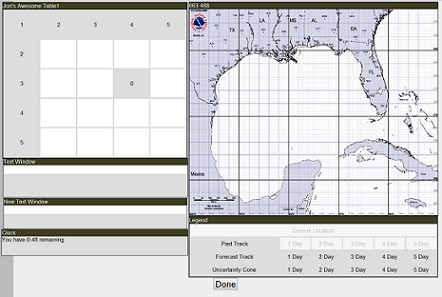 Jon's Awesome Table1
1 2 3 4 5
2
3 0
4
5
Text Window
New Text Window
Clock
You have 0:48 remaining
663 488
TX LA MS AL GA
FL
Mexico
Legend
Current Location
Past Track 1 Day 2 Day 3 Day 4 Day 5 Day
Forecast Track 1 Day 2 Day 3 Day 4 Day 5 Day
Uncertainty Cone 1 Day 2 Day 3 Day 4 Day 5 Day
Done